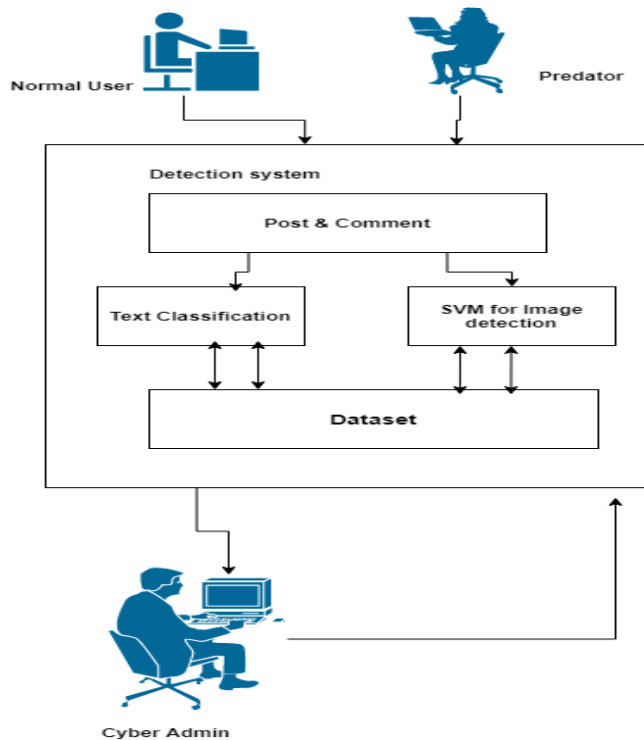 Normal User
Predator
Detection system
Post & Comment
Text Classification
SVM for Image
detection
Dataset
Cyber Admin